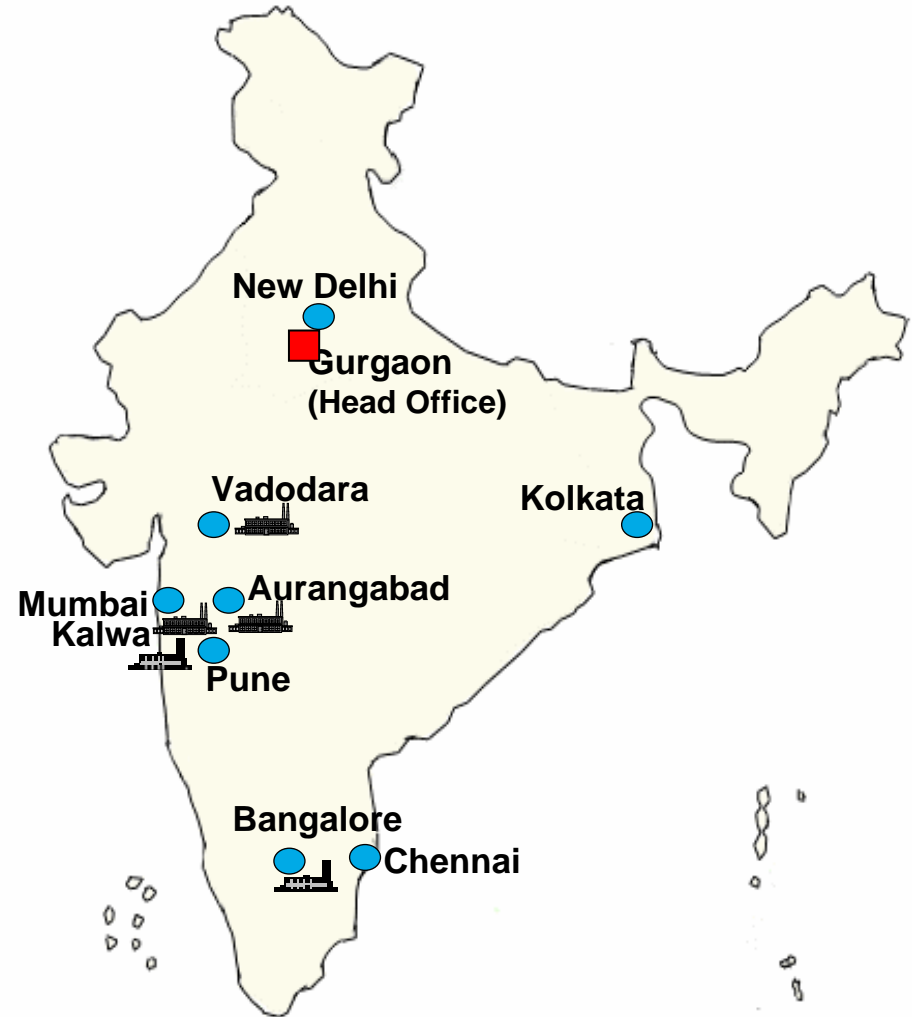 New Delhi
Gurgaon
(Head Office)
Vadodara
Kolkata
Aurangabad
Mumbai
Kalwa
Pune
Bangalore
Chennai